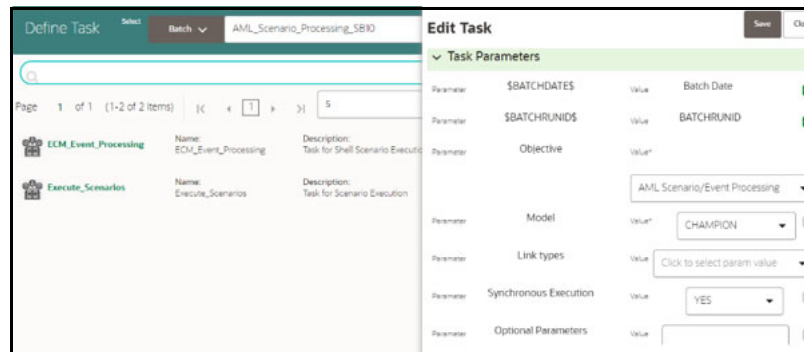 Define Task
Select
Batch
AML_Scenario_Processing_SB10
Page 1 of 1 (1-2 of 2 items)
1
5
ECM_Event_Processing
Name:
ECM_Event_Processing
Description:
Task for Shell Scenario Executic
Execute_Scenarios
Name:
Execute_Scenarios
Description:
Task for Scenario Execution
Edit Task
Save
Clo
Task Parameters
Parameter $BATCHDATE$ Value Batch Date
Parameter $BATCHRUNID$ Value BATCHRUNID
Parameter Objective Value*
AML Scenario/Event Processing
Parameter Model Value* CHAMPION
Parameter Link types Value Click to select param value
Parameter Synchronous Execution Value YES
Parameter Optional Parameters Value